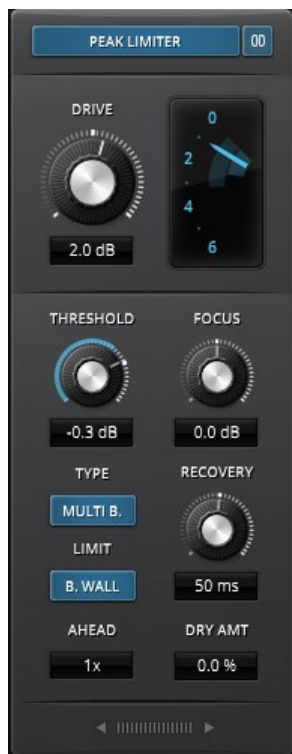 PEAK LIMITER
DRIVE
2.0 dB
0
2
4
6
THRESHOLD FOCUS
-0.3 dB 0.0 dB
TYPE RECOVERY
MULTI B.
LIMIT
B. WALL 50 ms
AHEAD DRY AMT
1x 0.0 %